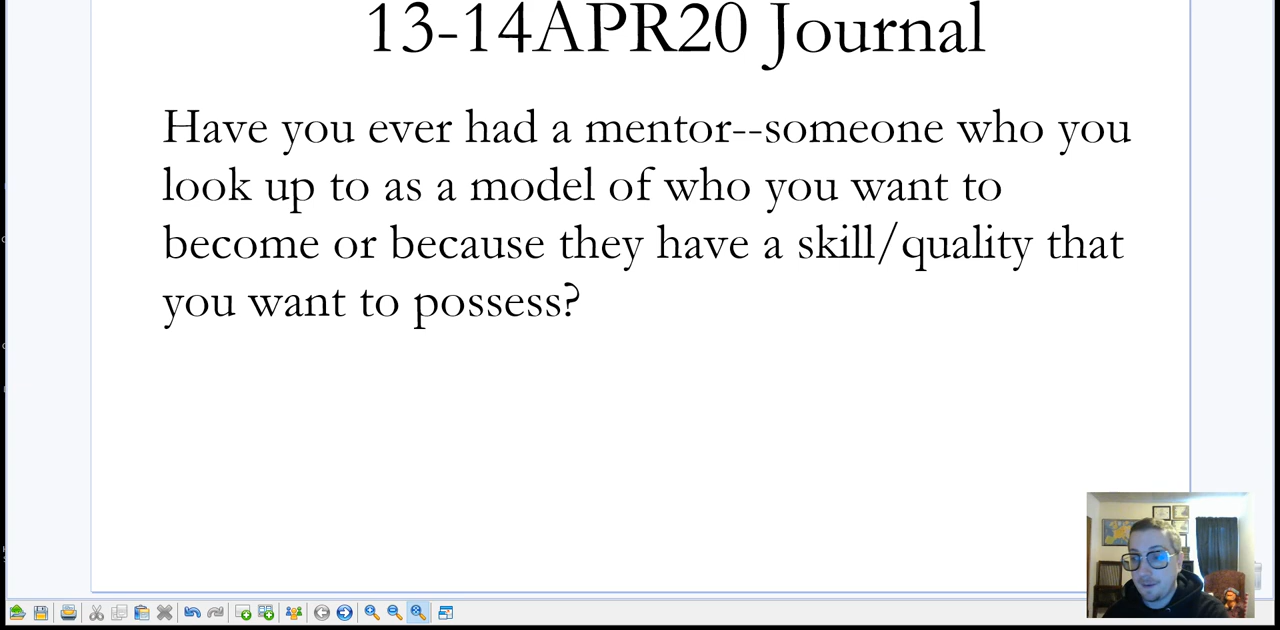 13-14APR20 Journal
Have you ever had a mentor--someone who you
look up to as a model of who you want to
become or because they have a skill/quality that
you want to possess?